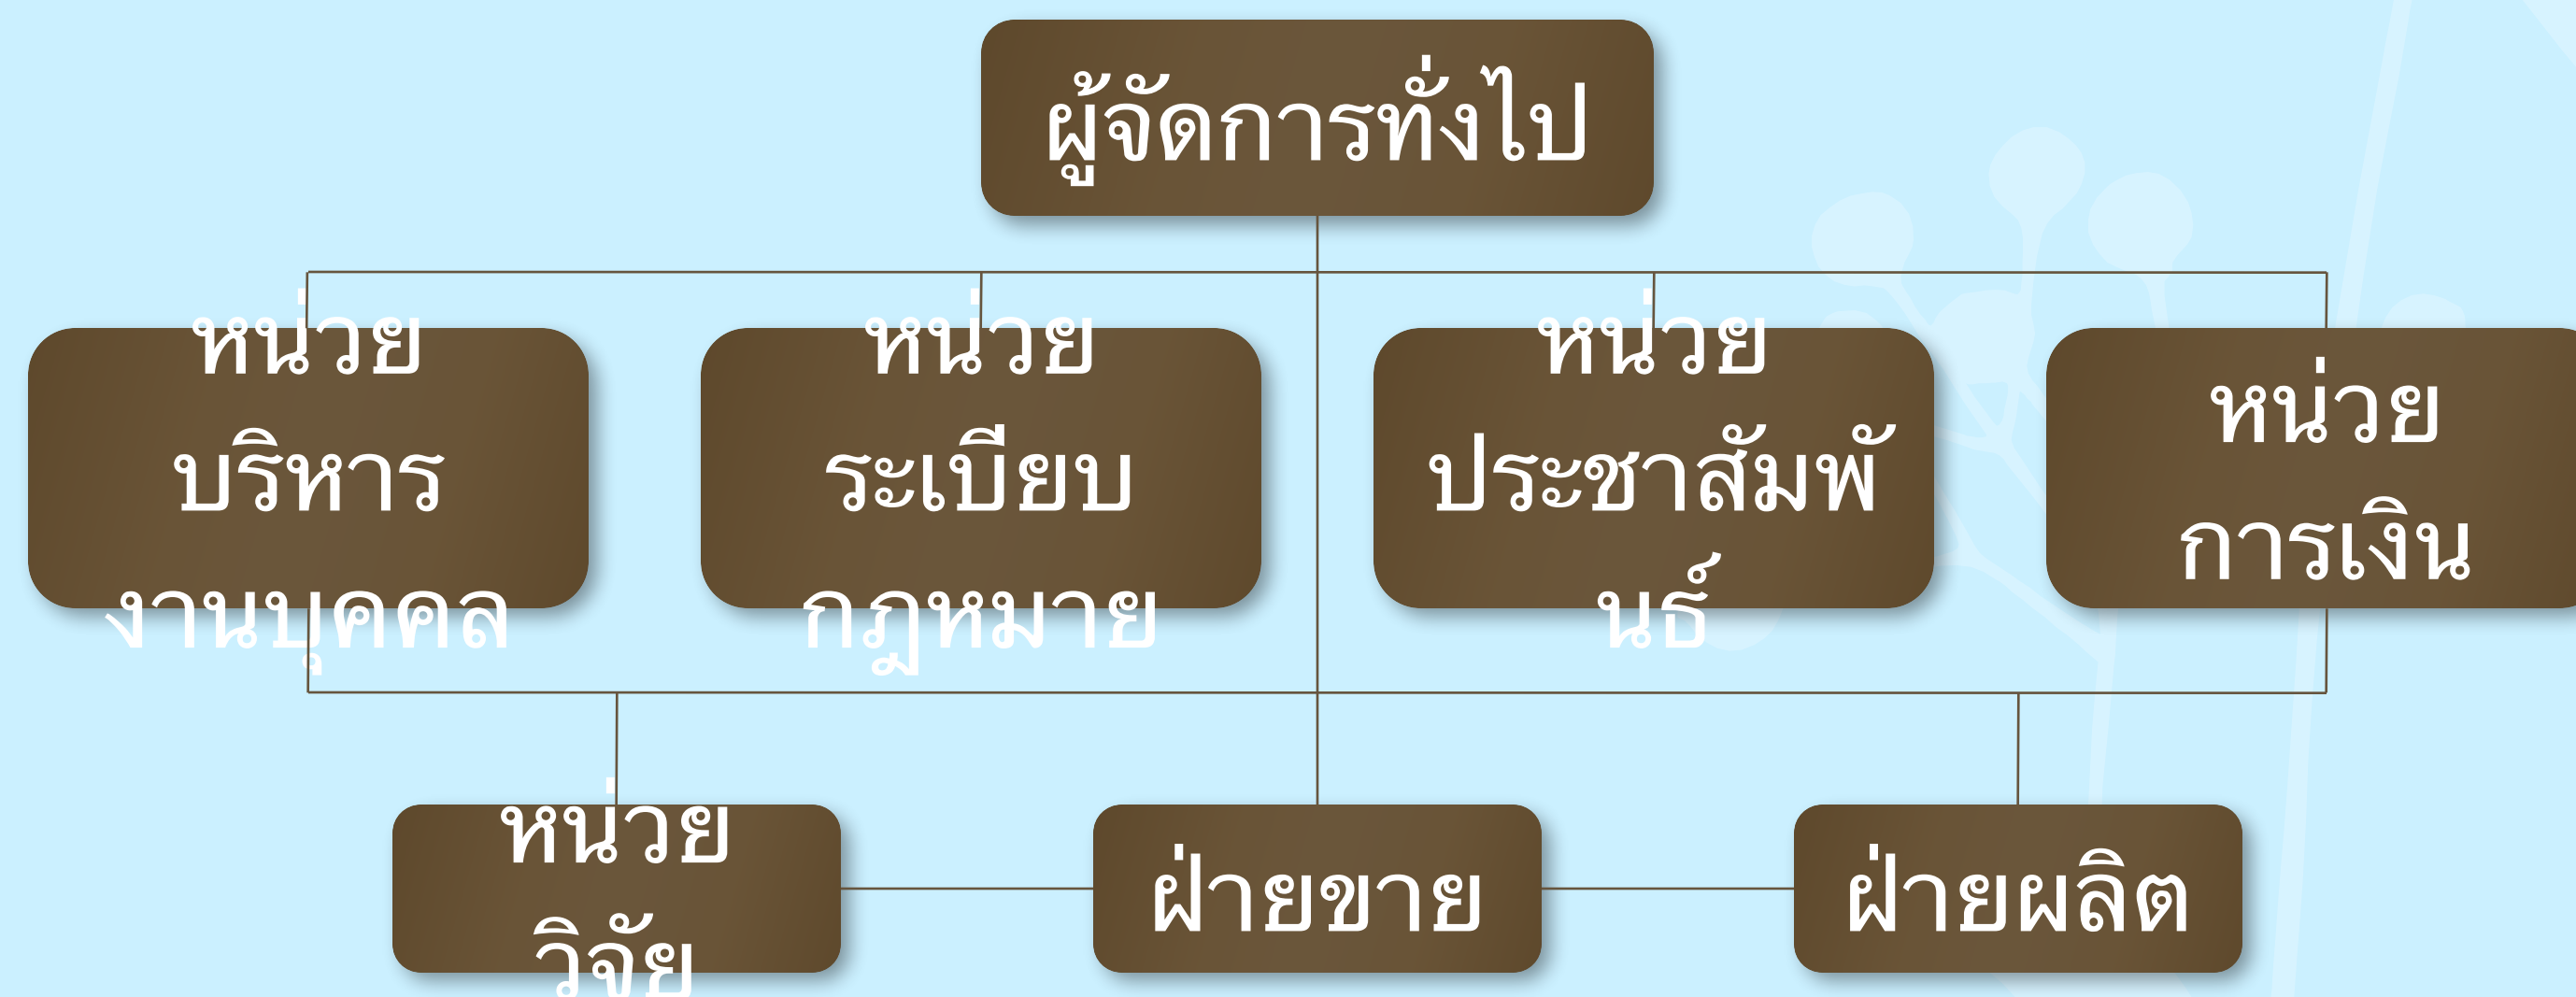 ผู้จัดการทั่งไป
หน่วย
บริหาร
งานบุคคล
หน่วย
ระเบียบ
กฎหมาย
หน่วย
ประชาสัมพั
นธ์
หน่วย
การเงิน
หน่วย
วิจัย
ฝ่ายขาย
ฝ่ายผลิต